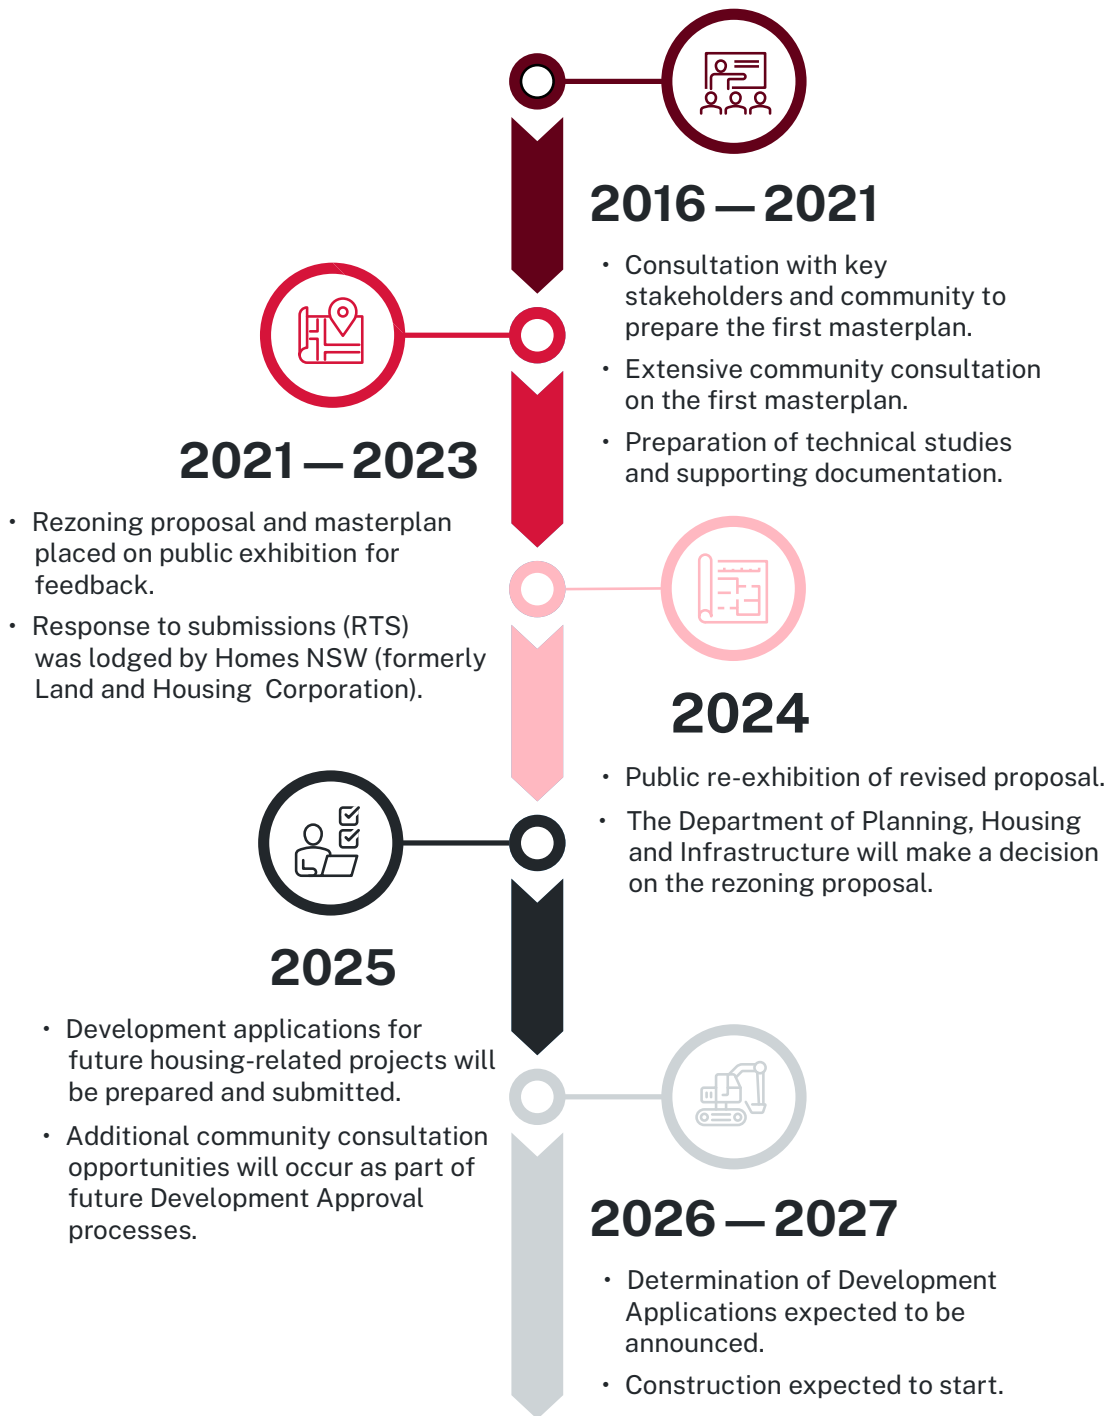 2016 — 2021
• Consultation with key
stakeholders and community to
prepare the first masterplan.
• Extensive community consultation
on the first masterplan.
• Preparation of technical studies
and supporting documentation.
2021 — 2023
• Rezoning proposal and masterplan
placed on public exhibition for
feedback.
• Response to submissions (RTS)
was lodged by Homes NSW (formerly
Land and Housing Corporation).
2024
• Public re-exhibition of revised proposal.
• The Department of Planning, Housing
and Infrastructure will make a decision
on the rezoning proposal.
2025
• Development applications for
future housing-related projects will
be prepared and submitted.
• Additional community consultation
opportunities will occur as part of
future Development Approval
processes.
2026 — 2027
• Determination of Development
Applications expected to be
announced.
• Construction expected to start.